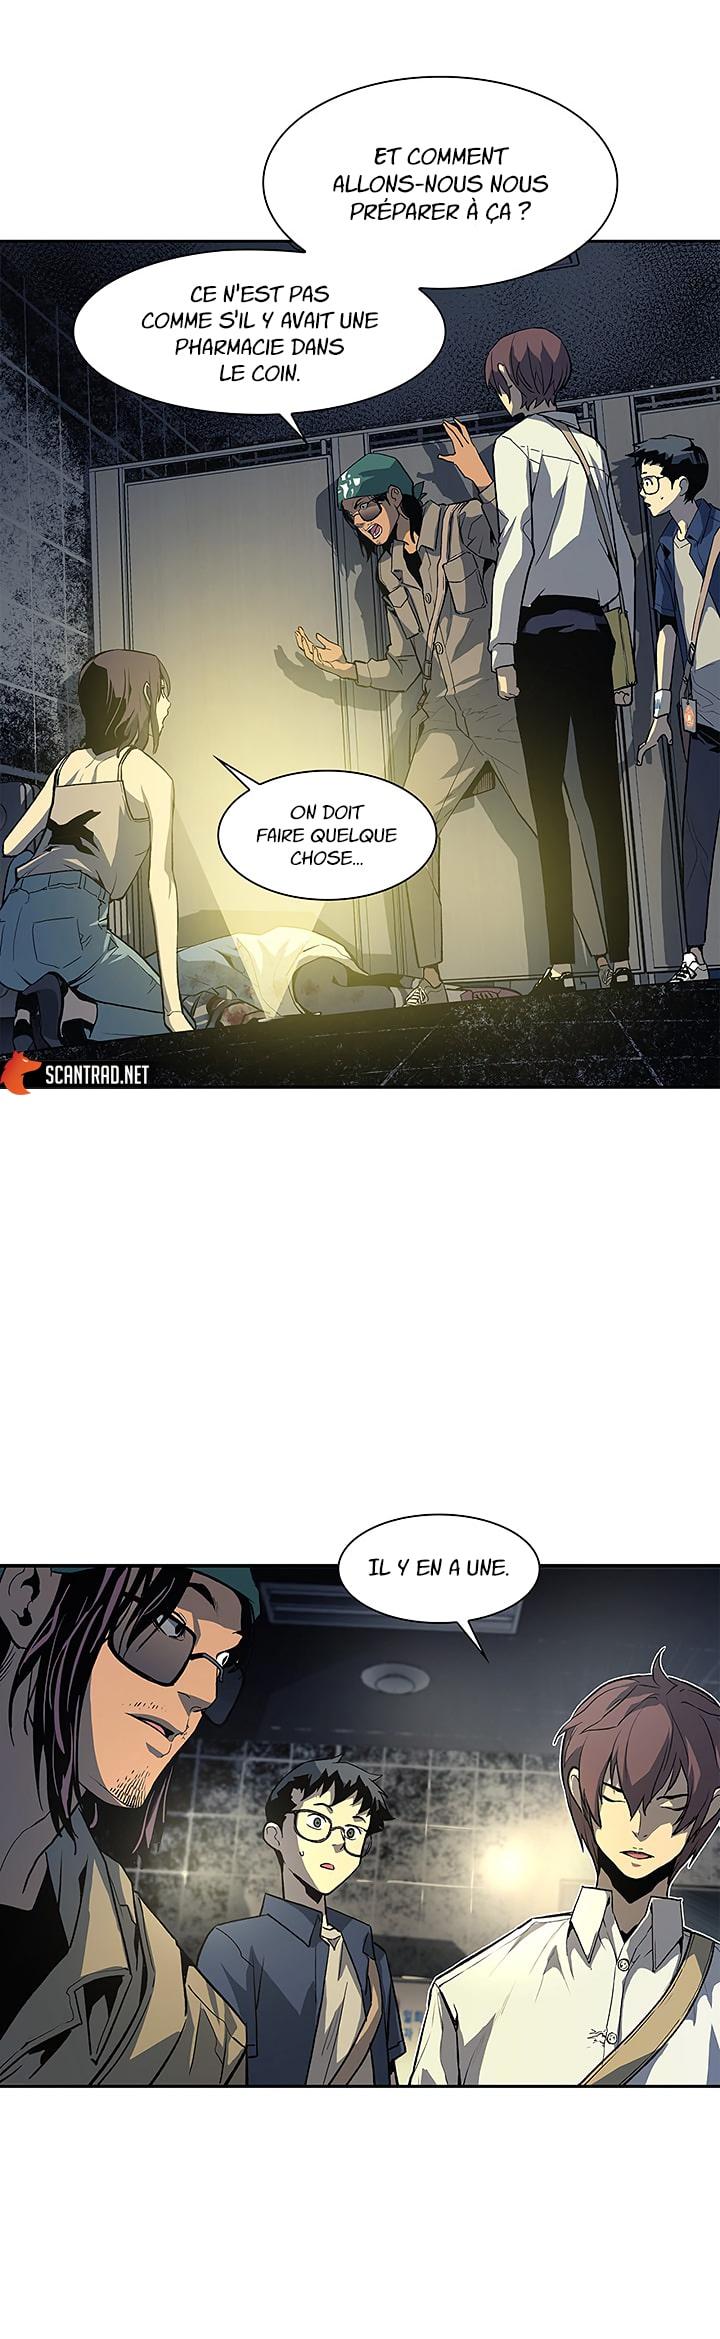 ET COMMENT
ALLONS-NOUS NOUS
PRÉPARER À ÇA ?
CE N'EST PAS
COMME S'IL Y AVAIT UNE
PHARMACIE DANS
LE COIN.
ON DOIT
FAIRE QUELQUE
CHOSE...
SCANTRAD.NET
IL Y EN A UNE.